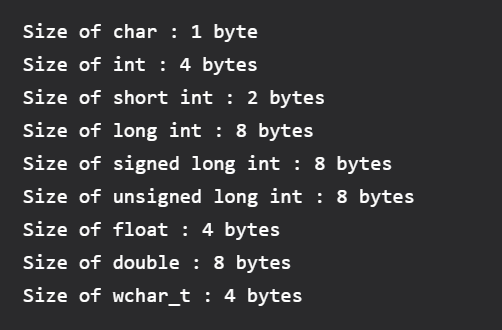 Size of char : 1 byte
Size of int : 4 bytes
Size of short int : 2 bytes
Size of long int : 8 bytes
Size of signed long int : 8 bytes
Size of unsigned long int : 8 bytes
Size of float : 4 bytes
Size of double : 8 bytes
Size of wchar_t : 4 bytes